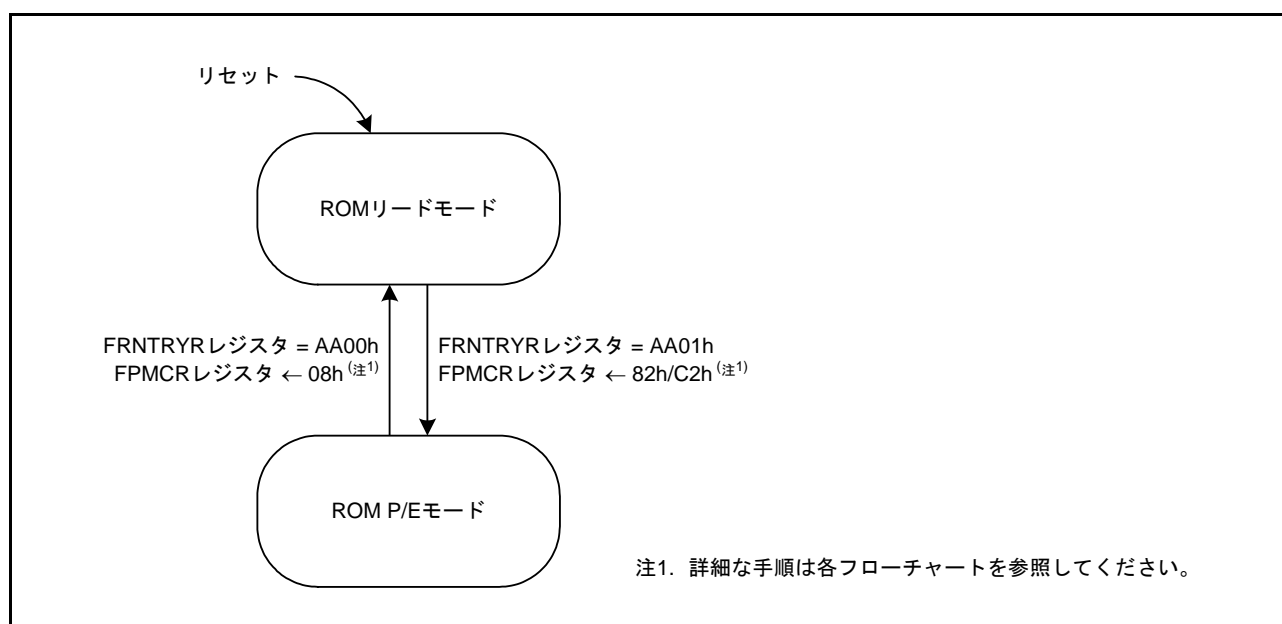 リセット
ROMリードモード
FRNTRYRレジスタ = AA00h
FPMCRレジスタ ← 08h (注1)
FRNTRYRレジスタ = AA01h
FPMCRレジスタ ← 82h/C2h (注1)
ROM P/Eモード
注1. 詳細な手順は各フローチャートを参照してください。